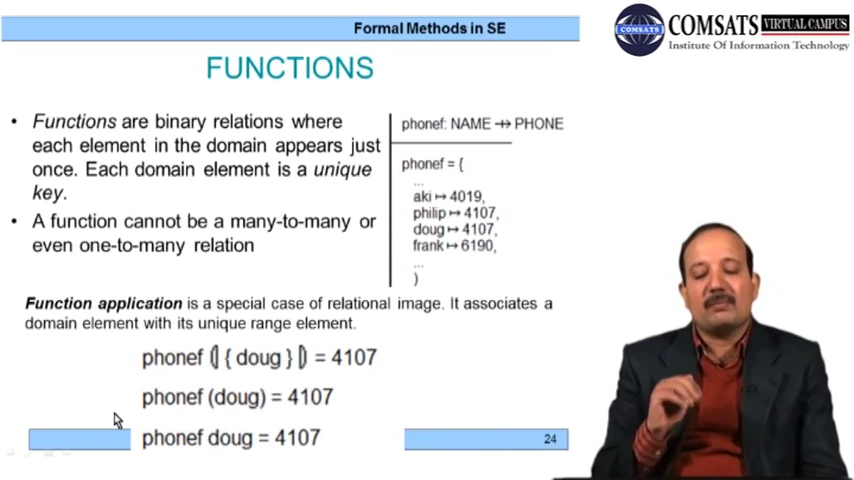 Formal Methods in SE
COMSATS VIRTUAL CAMPUS
COMSATS
Institute Of Information Technology
FUNCTIONS
• Functions are binary relations where
each element in the domain appears just
once. Each domain element is a unique
key.
• A function cannot be a many-to-many or
even one-to-many relation
phonef: NAME ⇸ PHONE
phonef = {
...
aki ↦ 4019,
philip ↦ 4107,
doug ↦ 4107,
frank ↦ 6190,
...
}
Function application is a special case of relational image. It associates a
domain element with its unique range element.
phonef ⦇ { doug } ⦈ = 4107
phonef (doug) = 4107
phonef doug = 4107
24